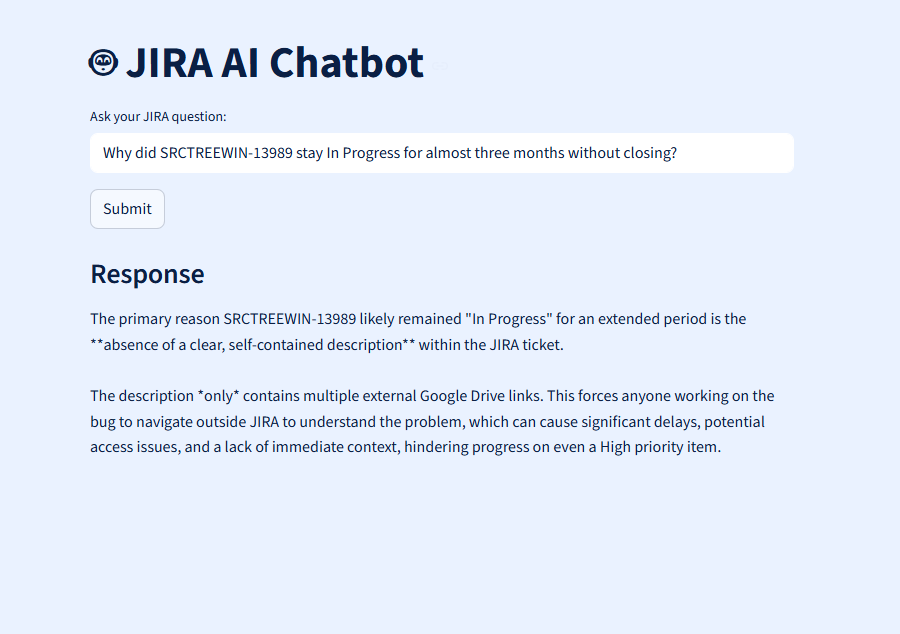 JIRA AI Chatbot
Ask your JIRA question:
Why did SRCTREEWIN-13989 stay In Progress for almost three months without closing?
Submit
Response
The primary reason SRCTREEWIN-13989 likely remained "In Progress" for an extended period is the
**absence of a clear, self-contained description** within the JIRA ticket.
The description *only* contains multiple external Google Drive links. This forces anyone working on the
bug to navigate outside JIRA to understand the problem, which can cause significant delays, potential
access issues, and a lack of immediate context, hindering progress on even a High priority item.